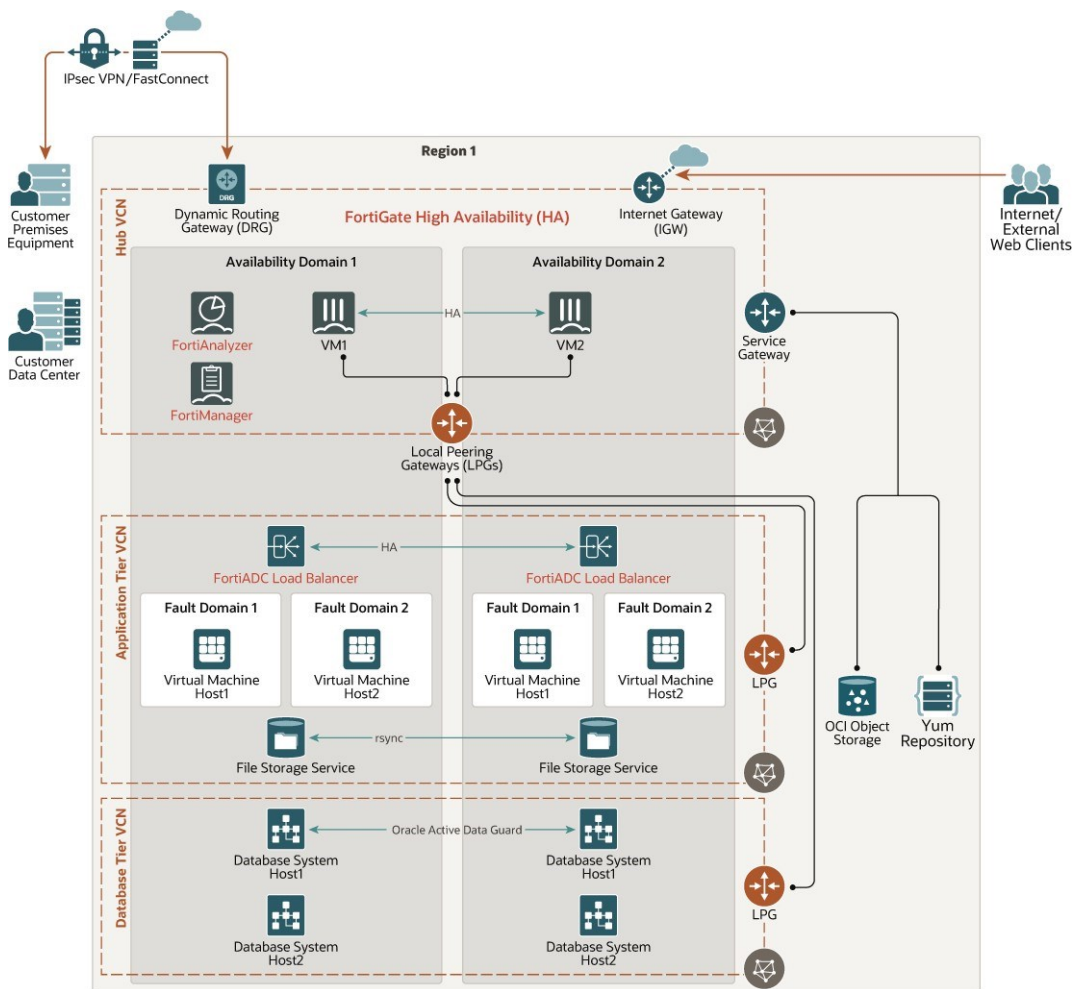 IPsec VPN/FastConnect
Region 1
Customer
Premises
Equipment
DRG
Dynamic Routing
Gateway (DRG)
FortiGate High Availability (HA)
Internet Gateway
(IGW)
Internet/
External
Web Clients
Hub VCN
Availability Domain 1
Availability Domain 2
FortiAnalyzer
VM1
HA
VM2
Service
Gateway
Customer
Data Center
FortiManager
Local Peering
Gateways (LPGs)
Application Tier VCN
HA
FortiADC Load Balancer
FortiADC Load Balancer
Fault Domain 1
Fault Domain 2
Fault Domain 1
Fault Domain 2
Virtual Machine
Host1
Virtual Machine
Host2
Virtual Machine
Host1
Virtual Machine
Host2
LPG
OCI Object
Storage
Yum
Repository
rsync
File Storage Service
File Storage Service
Database Tier VCN
Oracle Active Data Guard
Database System
Host1
Database System
Host1
LPG
Database System
Host2
Database System
Host2